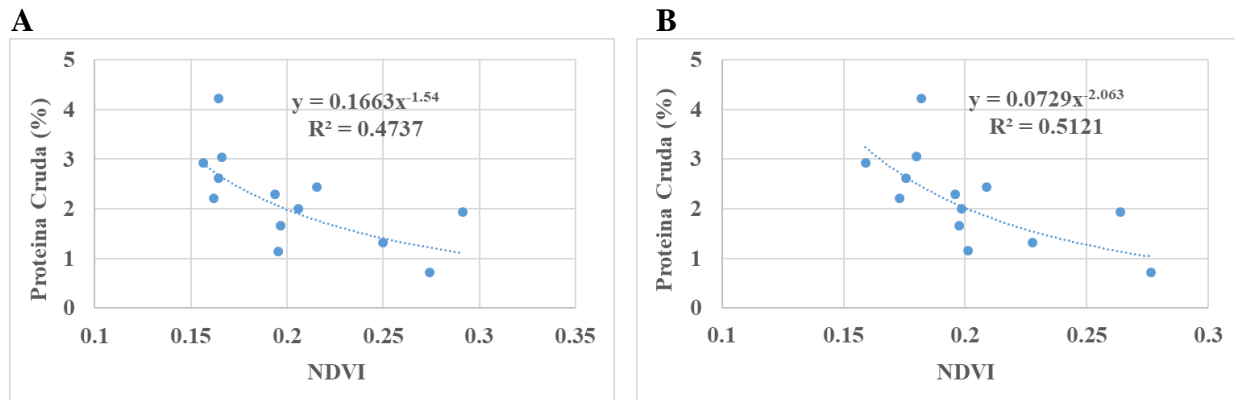 A
5
4
3
2
1
0
Proteina Cruda (%)
y = 0.1663x^-1.54
R² = 0.4737
0.1 0.15 0.2 0.25 0.3 0.35
NDVI
B
5
4
3
2
1
0
Proteina Cruda (%)
y = 0.0729x^-2.063
R² = 0.5121
0.1 0.15 0.2 0.25 0.3
NDVI